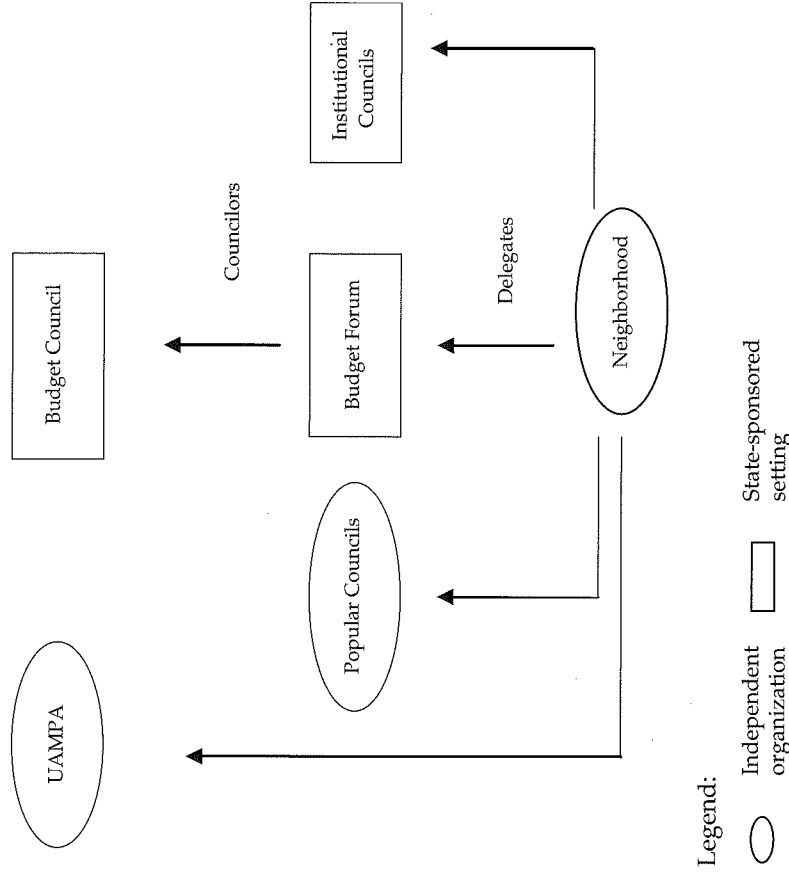 UAMPA
Budget Council
Councilors
Popular Councils
Budget Forum
Institutional
Councils
Delegates
Neighborhood
Legend:
Independent
organization
State-sponsored
setting